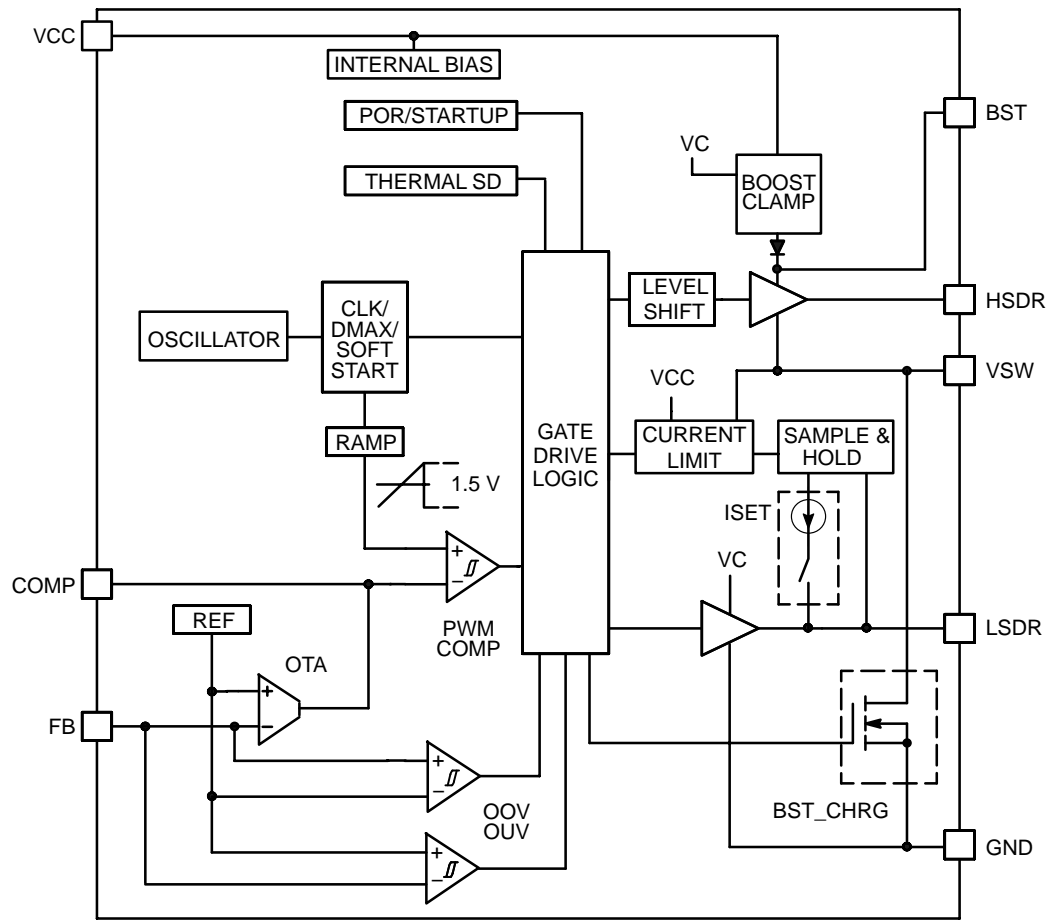 VCC
INTERNAL BIAS
POR/STARTUP
BST
VC
BOOST
CLAMP
THERMAL SD
LEVEL
SHIFT
HSDR
CLK/
DMAX/
SOFT
START
OSCILLATOR
VSW
VCC
GATE
DRIVE
LOGIC
CURRENT
LIMIT
SAMPLE &
HOLD
RAMP
1.5 V
ISET
+
−
VC
COMP
REF
PWM
COMP
LSDR
OTA
+
−
FB
+
−
OOV
OUV
BST_CHRG
+
−
GND